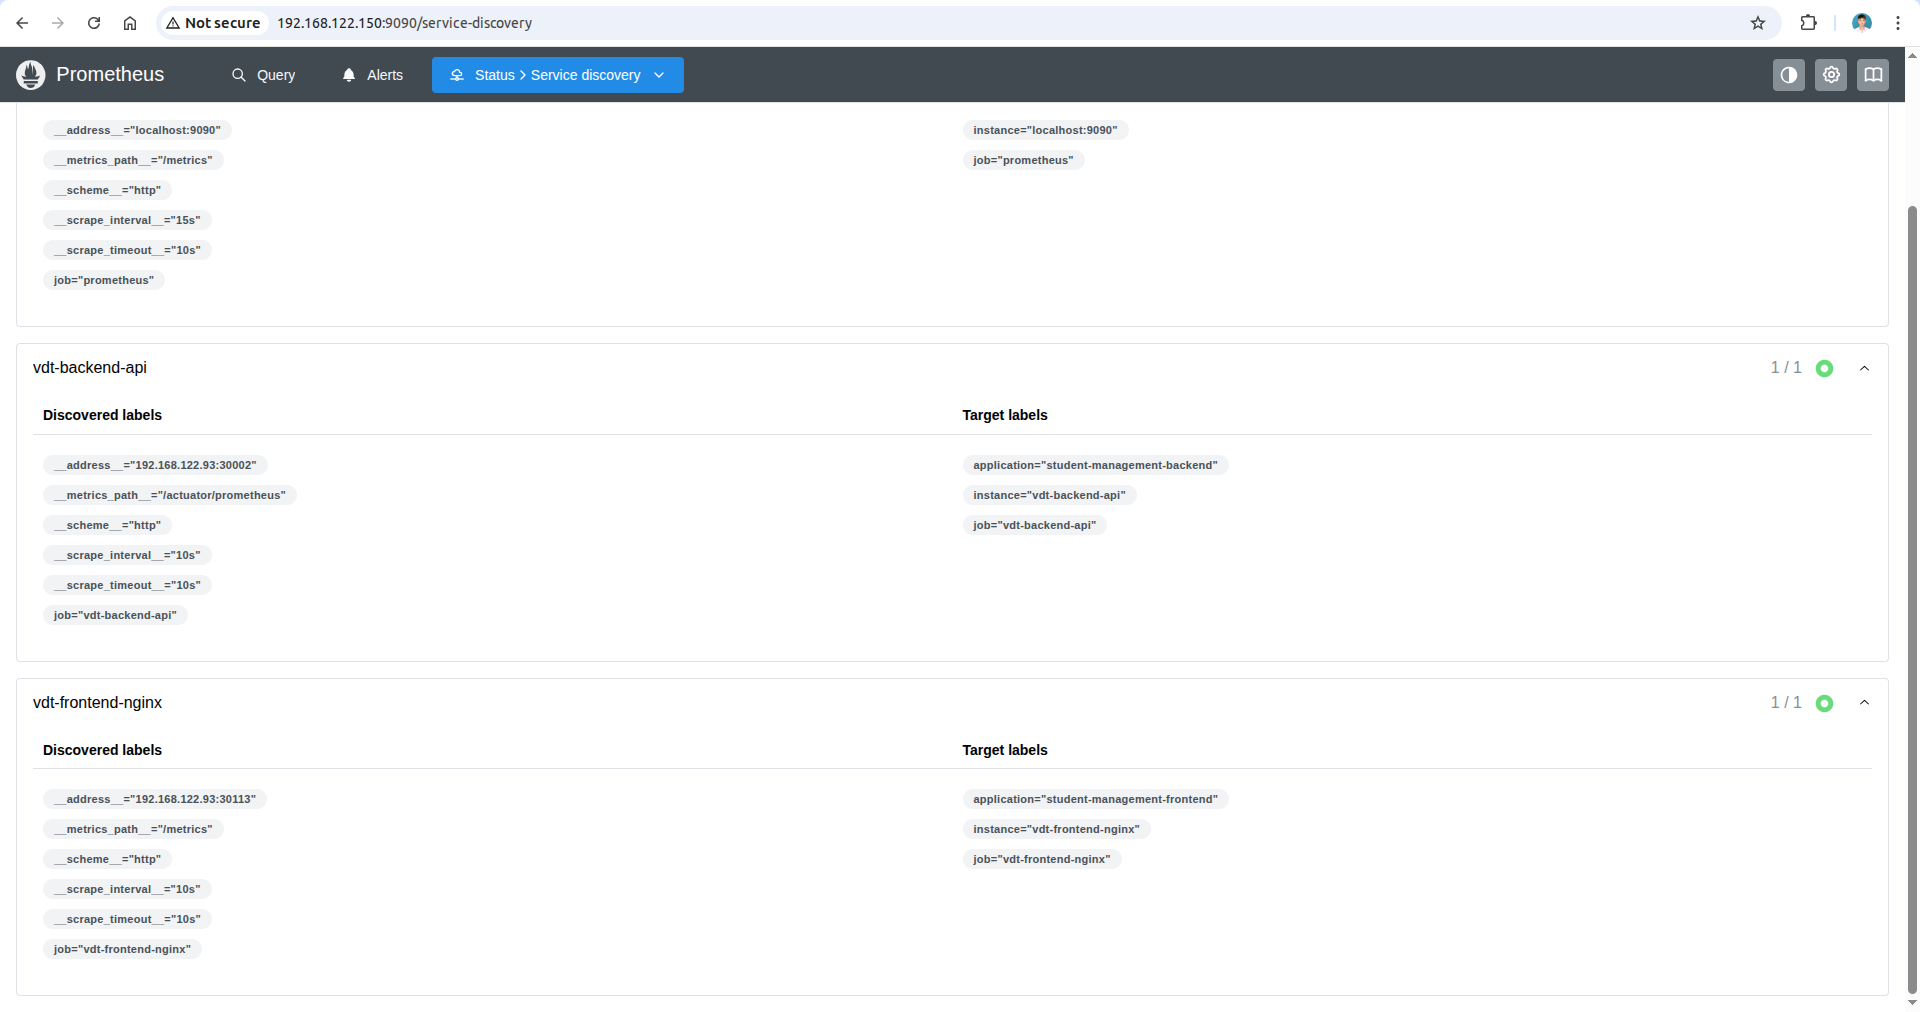 Not secure 192.168.122.150:9090/service-discovery
Prometheus Query Alerts Status > Service discovery
__address__="localhost:9090" instance="localhost:9090"
__metrics_path__="/metrics" job="prometheus"
__scheme__="http"
__scrape_interval__="15s"
__scrape_timeout__="10s"
job="prometheus"
vdt-backend-api 1 / 1
Discovered labels Target labels
__address__="192.168.122.93:30002" application="student-management-backend"
__metrics_path__="/actuator/prometheus" instance="vdt-backend-api"
__scheme__="http" job="vdt-backend-api"
__scrape_interval__="10s"
__scrape_timeout__="10s"
job="vdt-backend-api"
vdt-frontend-nginx 1 / 1
Discovered labels Target labels
__address__="192.168.122.93:30113" application="student-management-frontend"
__metrics_path__="/metrics" instance="vdt-frontend-nginx"
__scheme__="http" job="vdt-frontend-nginx"
__scrape_interval__="10s"
__scrape_timeout__="10s"
job="vdt-frontend-nginx"